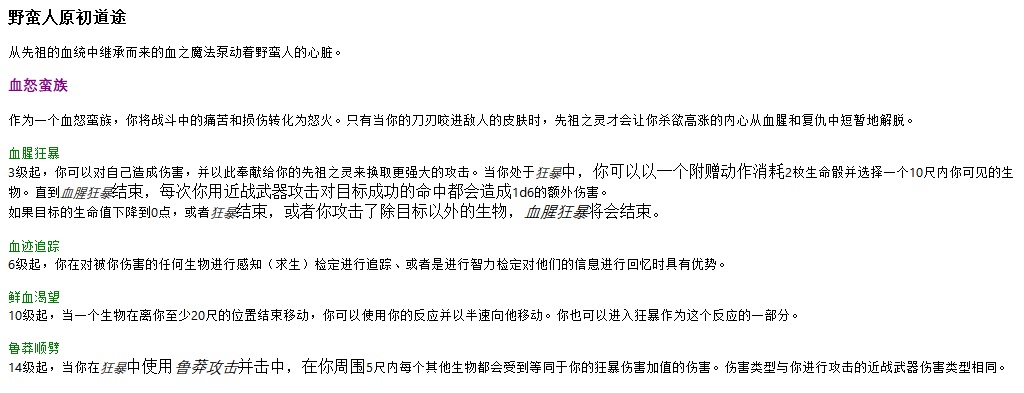 野蛮人原初道途
从先祖的血统中继承而来的血之魔法泵动着野蛮人的心脏。
血怒蛮族
作为一个血怒蛮族，你将战斗中的痛苦和损伤转化为怒火。只有当你的刀刃咬进敌人的皮肤时，先祖之灵才会让你杀欲高涨的内心从血腥和复仇中短暂地解脱。
血腥狂暴
3级起，你可以对自己造成伤害，并以此奉献给你的先祖之灵来换取更强大的攻击。当你处于狂暴中，你可以以一个附赠动作消耗2枚生命骰并选择一个10尺内你可见的生
物。直到血腥狂暴结束，每次你用近战武器攻击对目标成功的命中都会造成1d6的额外伤害。
如果目标的生命值下降到0点，或者狂暴结束，或者你攻击了除目标以外的生物，血腥狂暴将会结束。
血迹追踪
6级起，你在对被你伤害的任何生物进行感知（求生）检定进行追踪、或者是进行智力检定对他们的信息进行回忆时具有优势。
鲜血渴望
10级起，当一个生物在离你至少20尺的位置结束移动，你可以使用你的反应并以半速向他移动。你也可以进入狂暴作为这个反应的一部分。
鲁莽顺劈
14级起，当你在狂暴中使用鲁莽攻击并击中，在你周围5尺内每个其他生物都会受到等同于你的狂暴伤害加值的伤害。伤害类型与你进行攻击的近战武器伤害类型相同。